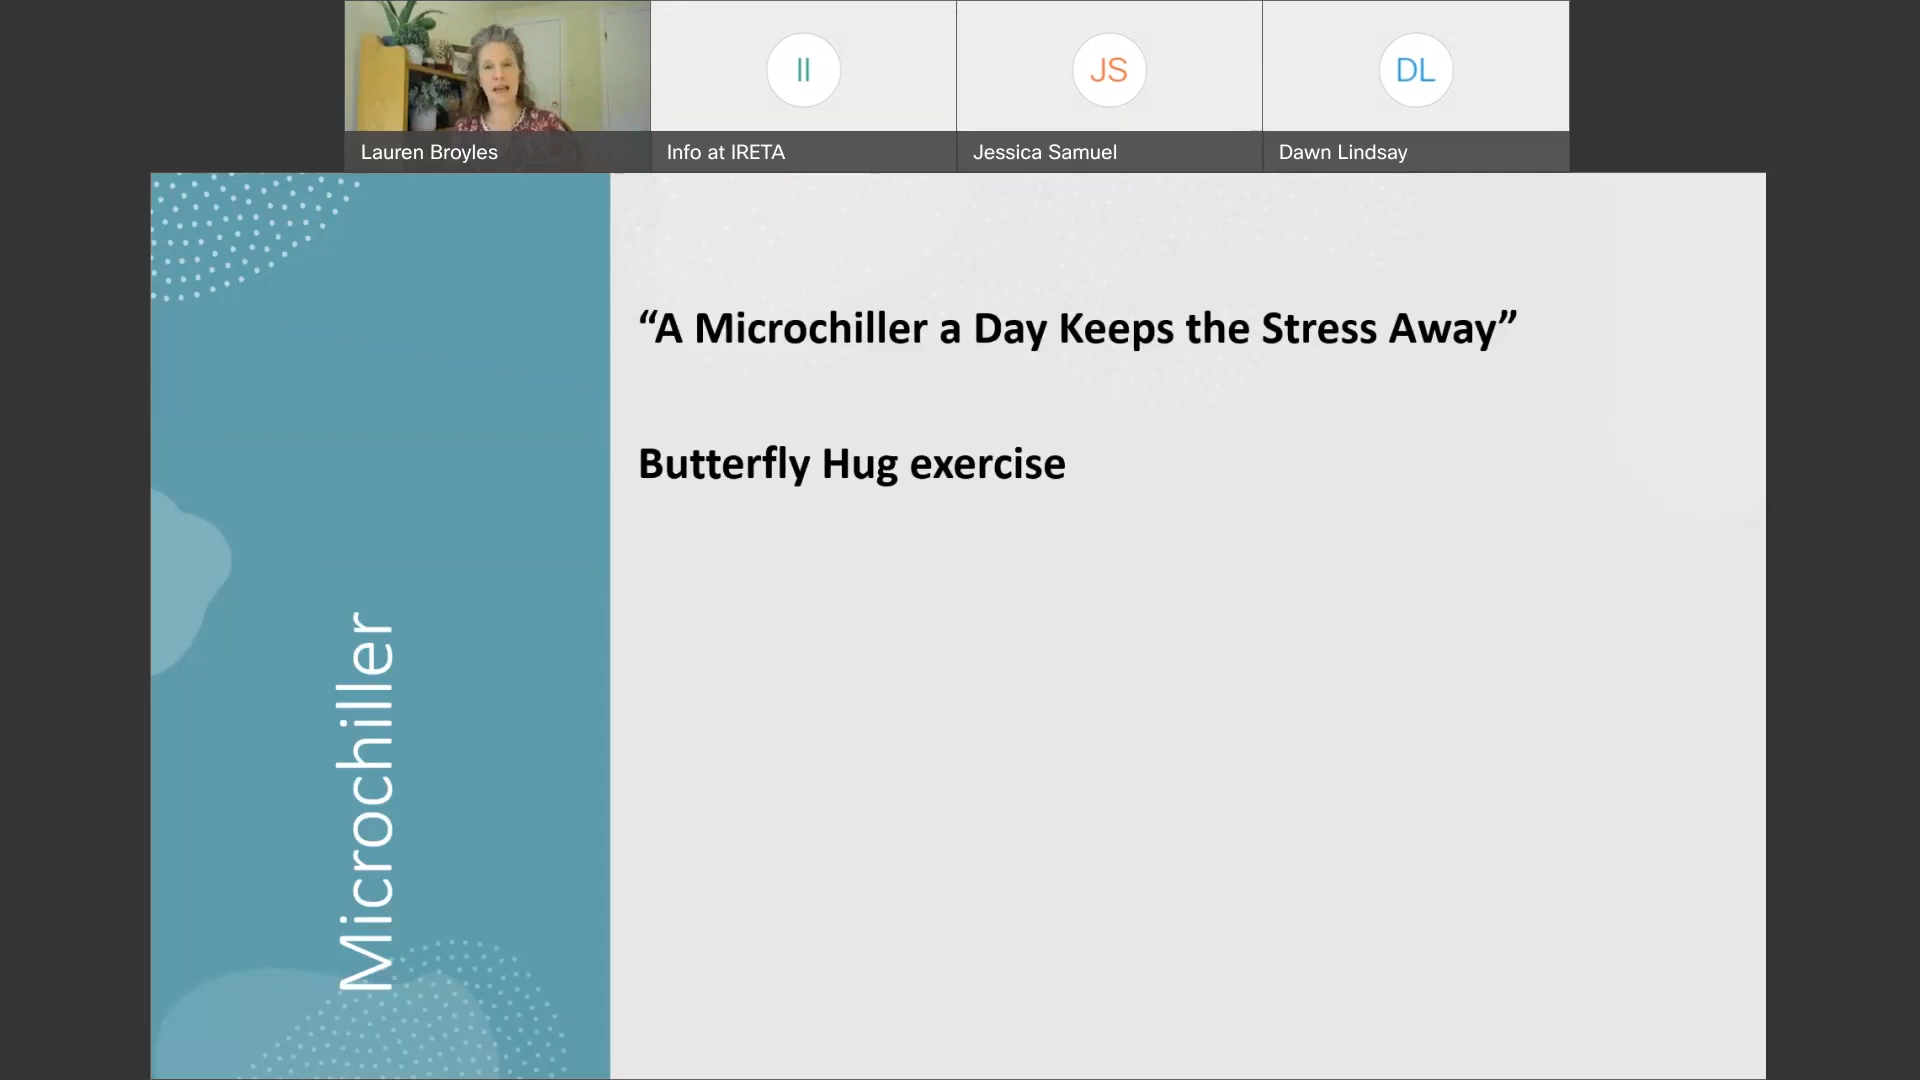 II
JS
DL
Lauren Broyles
Info at IRETA
Jessica Samuel
Dawn Lindsay
“A Microchiller a Day Keeps the Stress Away”
Butterfly Hug exercise
Microchiller